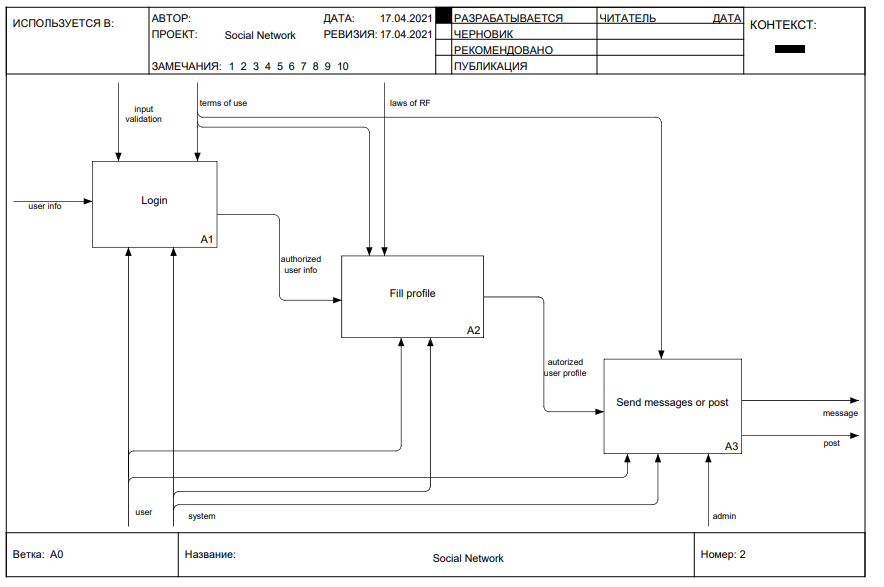 ИСПОЛЬЗУЕТСЯ В:
АВТОР:
ДАТА: 17.04.2021
ПРОЕКТ: Social Network
РЕВИЗИЯ: 17.04.2021
ЗАМЕЧАНИЯ: 1 2 3 4 5 6 7 8 9 10
РАЗРАБАТЫВАЕТСЯ
ЧЕРНОВИК
РЕКОМЕНДОВАНО
ПУБЛИКАЦИЯ
ЧИТАТЕЛЬ
ДАТА
КОНТЕКСТ:
input
validation
terms of use
laws of RF
user info
Login
A1
authorized
user info
Fill profile
A2
autorized
user profile
Send messages or post
A3
message
post
user
system
admin
Ветка: A0
Название:
Social Network
Номер: 2